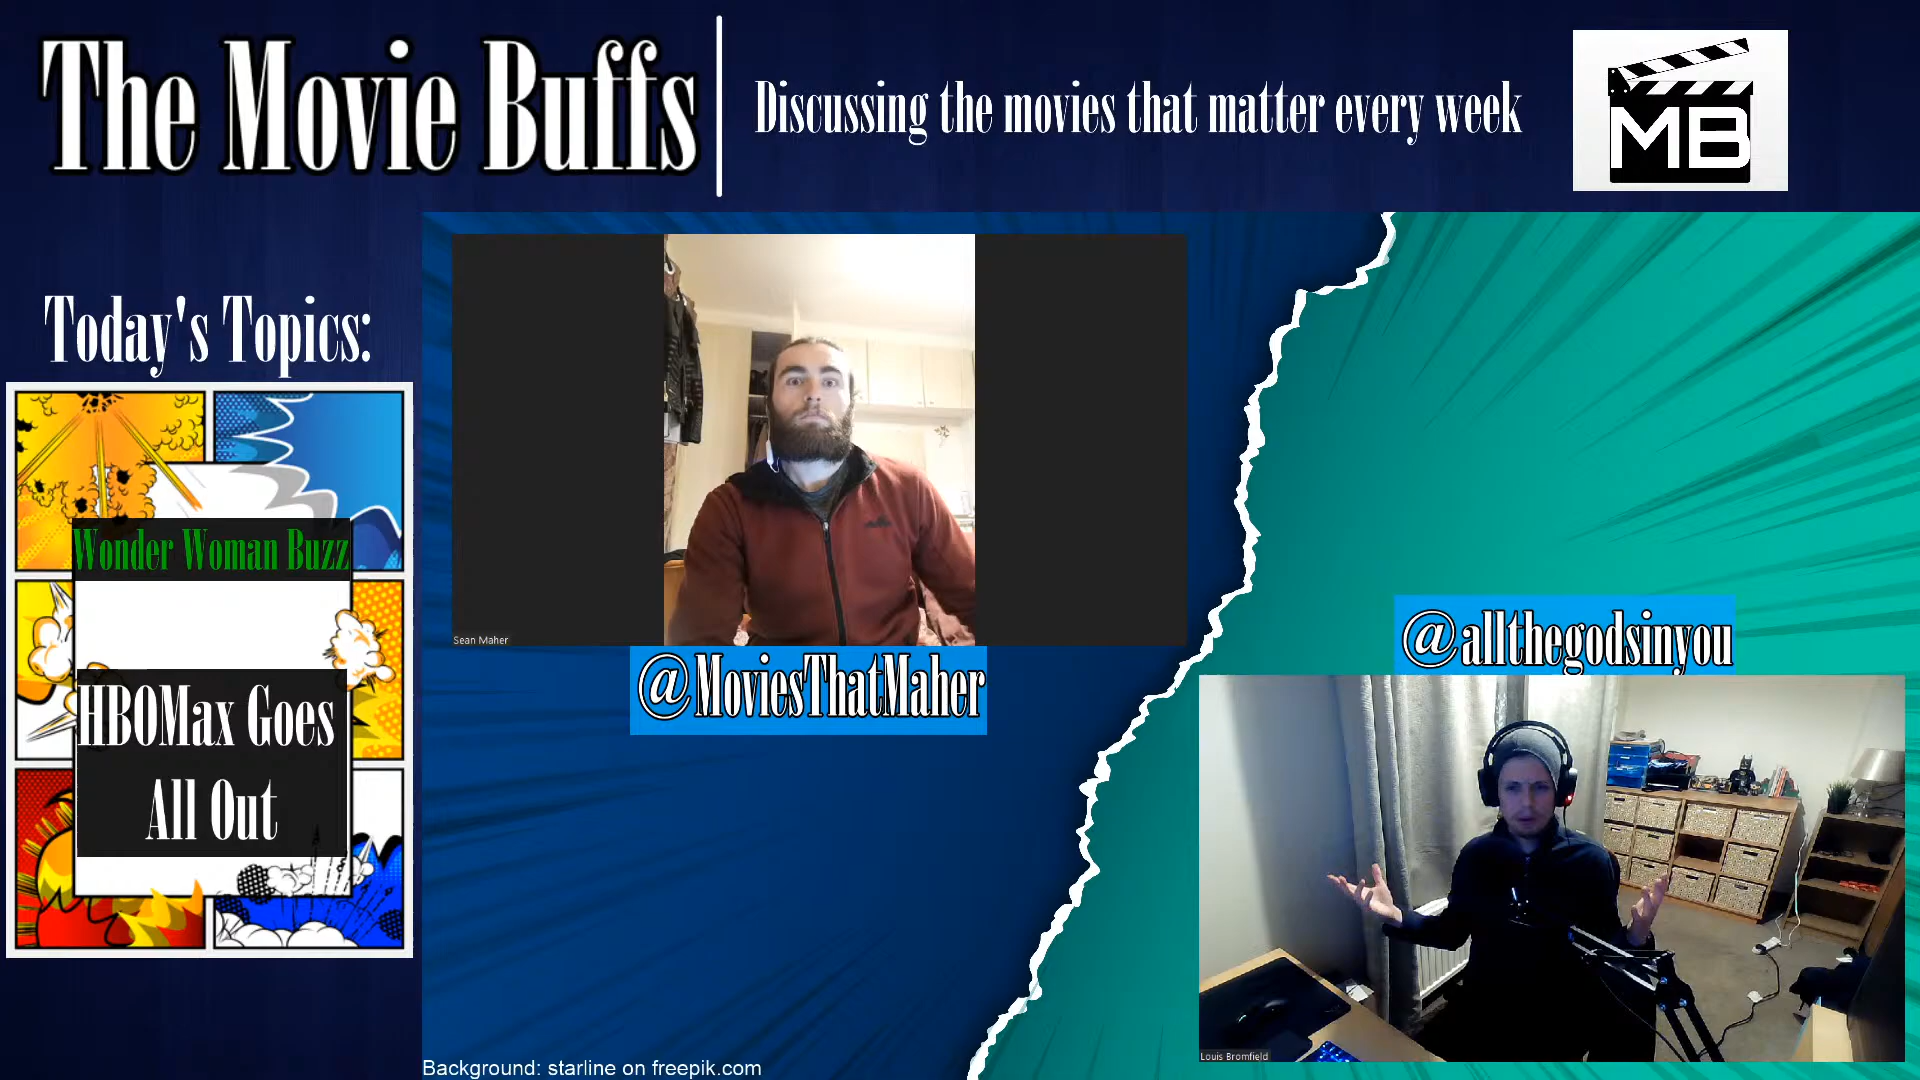 The Movie Buffs
Discussing the movies that matter every week
MB
Today's Topics:
Wonder Woman Buzz
HBOMax Goes
All Out
Sean Maher
@MoviesThatMaher
@allthegodsinyou
Louis Bromfield
Background: starline on freepik.com